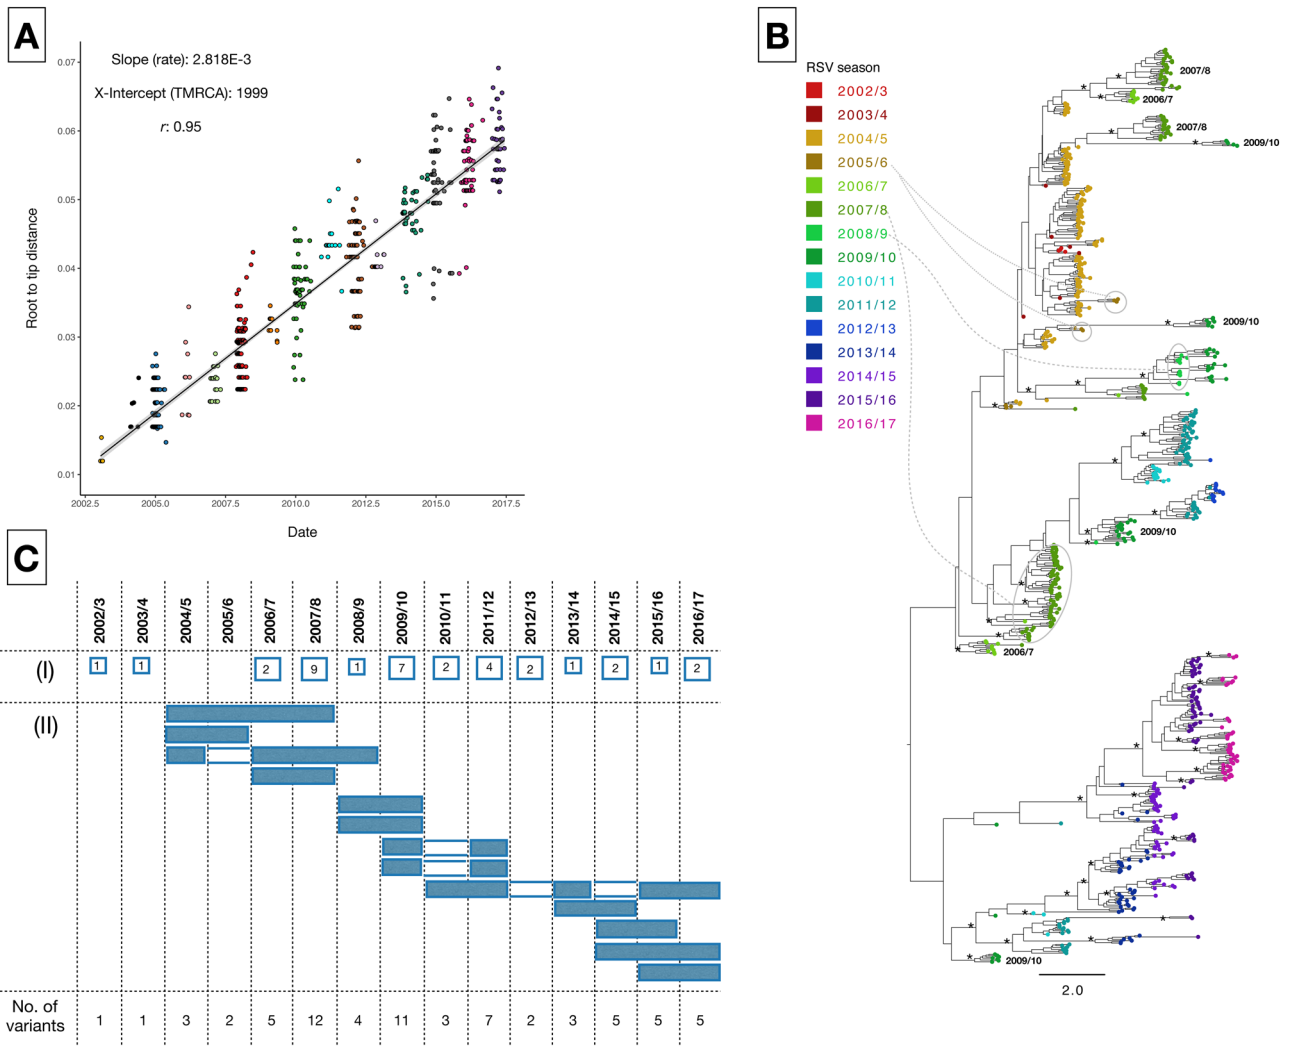 A
Slope (rate): 2.818E-3
X-Intercept (TMRCA): 1999
r: 0.95
Root to tip distance
0.07
0.06
0.05
0.04
0.03
0.02
0.01
2002.5 2005.0 2007.5 2010.0 2012.5 2015.0 2017.5
Date
B
RSV season
2002/3
2003/4
2004/5
2005/6
2006/7
2007/8
2008/9
2009/10
2010/11
2011/12
2012/13
2013/14
2014/15
2015/16
2016/17
2007/8
2006/7
2007/8
2009/10
2009/10
2009/10
2006/7
2009/10
2.0
C
2002/3 2003/4 2004/5 2005/6 2006/7 2007/8 2008/9 2009/10 2010/11 2011/12 2012/13 2013/14 2014/15 2015/16 2016/17
(I) 1 1 2 9 1 7 2 4 2 1 2 1 2
(II)
No. of
variants 1 1 3 2 5 12 4 11 3 7 2 3 5 5 5